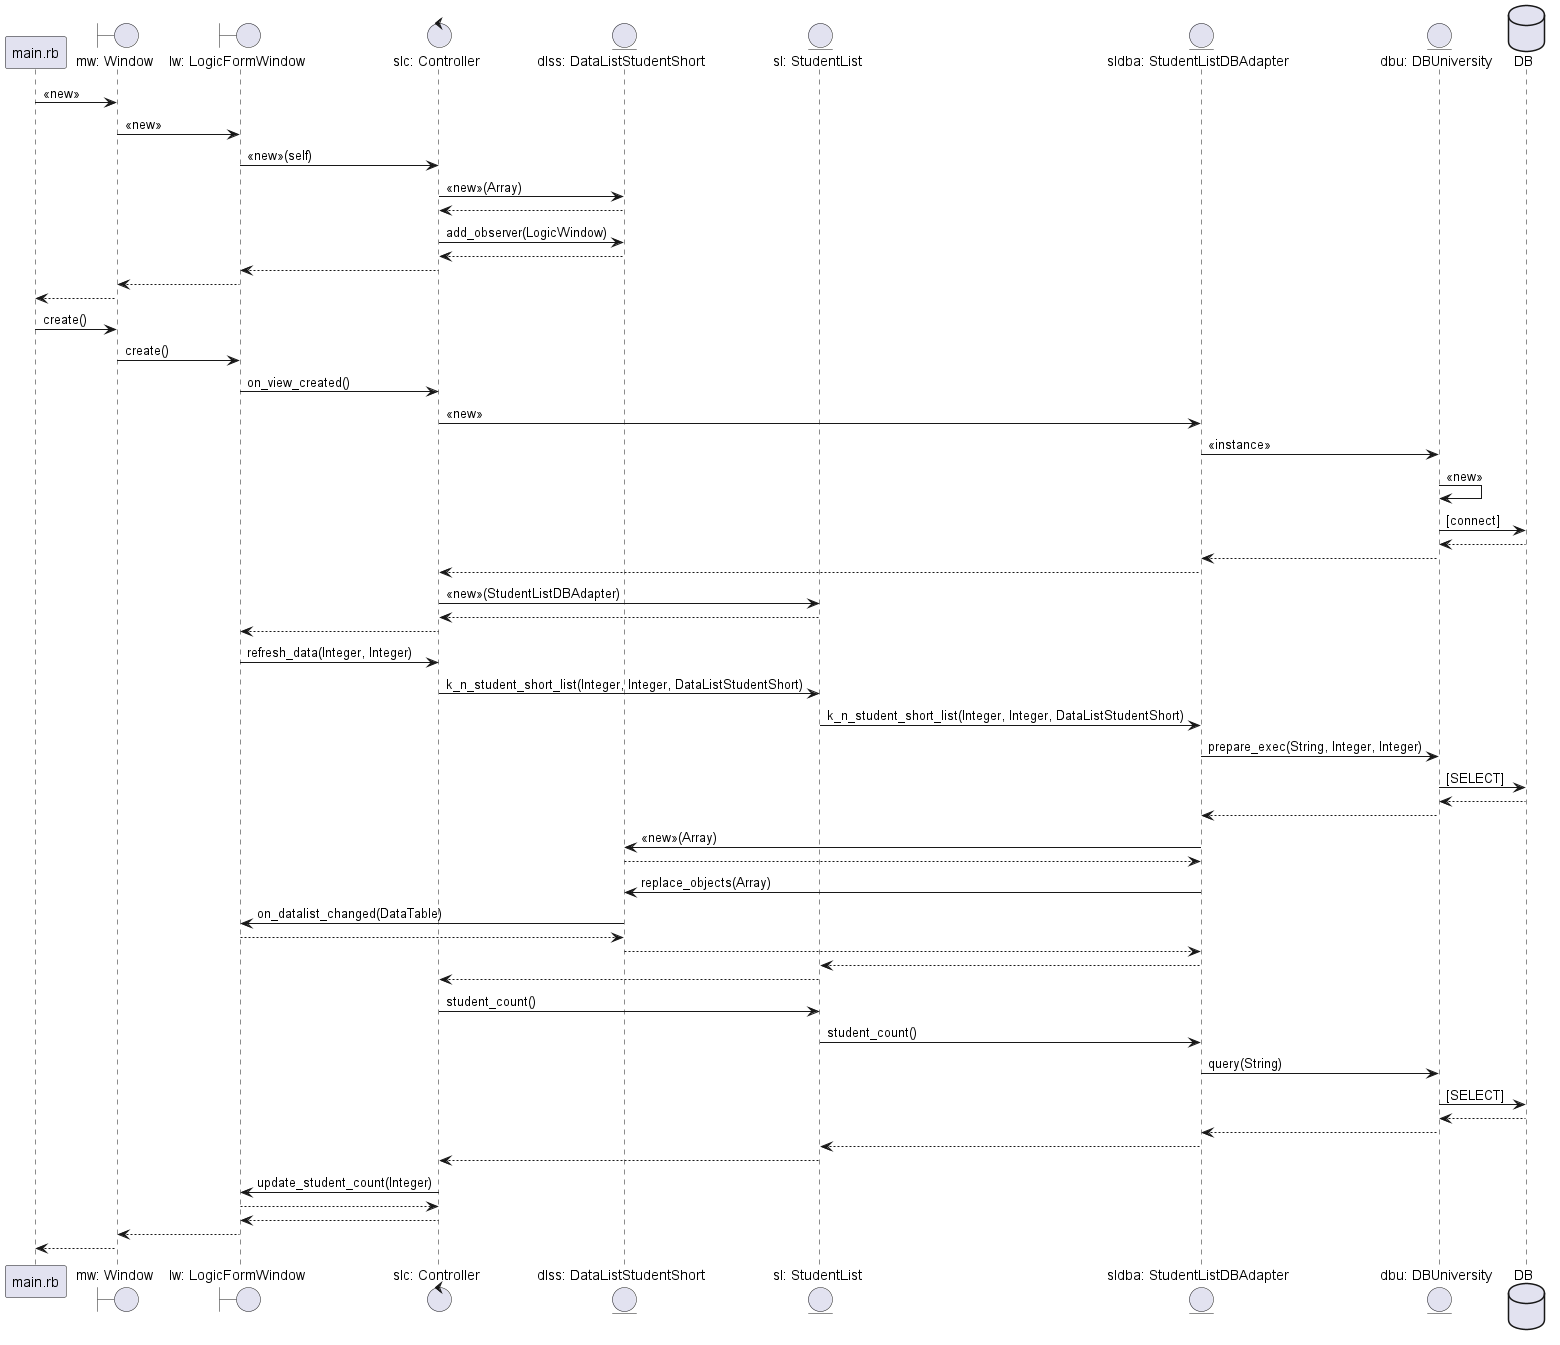 main.rb
mw: Window
lw: LogicFormWindow
slc: Controller
dlss: DataListStudentShort
sl: StudentList
sldba: StudentListDBAdapter
dbu: DBUniversity
DB
«new»
«new»
«new»(self)
«new»(Array)
add_observer(LogicWindow)
create()
create()
on_view_created()
«new»
«instance»
«new»
[connect]
«new»(StudentListDBAdapter)
refresh_data(Integer, Integer)
k_n_student_short_list(Integer, Integer, DataListStudentShort)
k_n_student_short_list(Integer, Integer, DataListStudentShort)
prepare_exec(String, Integer, Integer)
[SELECT]
«new»(Array)
replace_objects(Array)
on_datalist_changed(DataTable)
student_count()
student_count()
query(String)
[SELECT]
update_student_count(Integer)
main.rb
mw: Window
lw: LogicFormWindow
slc: Controller
dlss: DataListStudentShort
sl: StudentList
sldba: StudentListDBAdapter
dbu: DBUniversity
DB